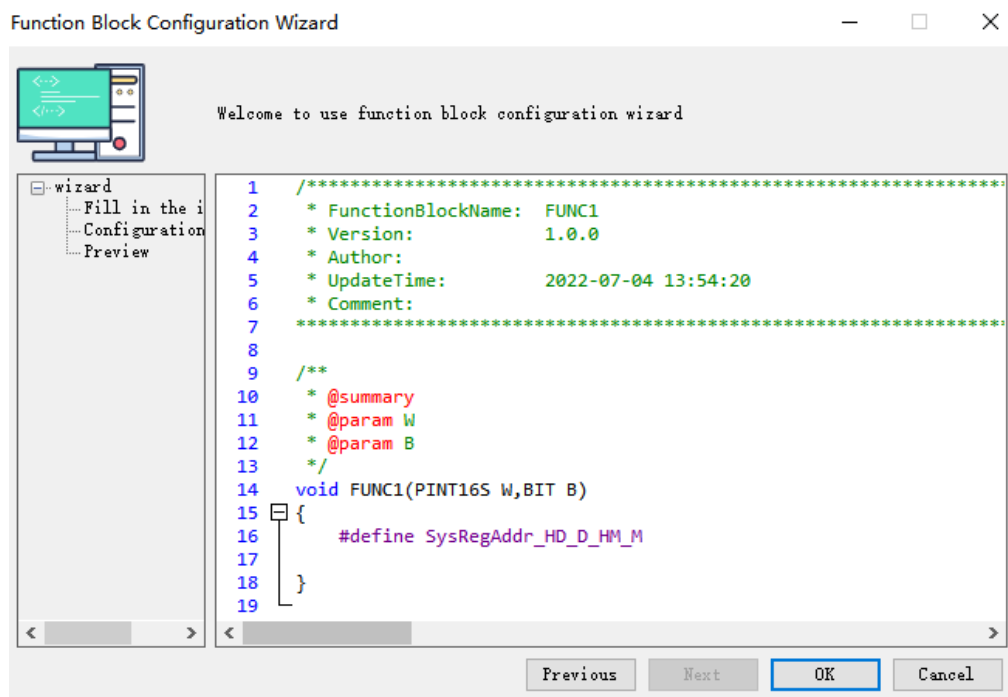 Function Block Configuration Wizard
Welcome to use function block configuration wizard
wizard
Fill in the i
Configuration
Preview
1 /*****************************************************************
2 * FunctionBlockName: FUNC1
3 * Version: 1.0.0
4 * Author:
5 * UpdateTime: 2022-07-04 13:54:20
6 * Comment:
7 ******************************************************************
8
9 /**
10 * @summary
11 * @param W
12 * @param B
13 */
14 void FUNC1(PINT16S W,BIT B)
15 {
16 #define SysRegAddr_HD_D_HM_M
17
18 }
19
Previous
Next
OK
Cancel